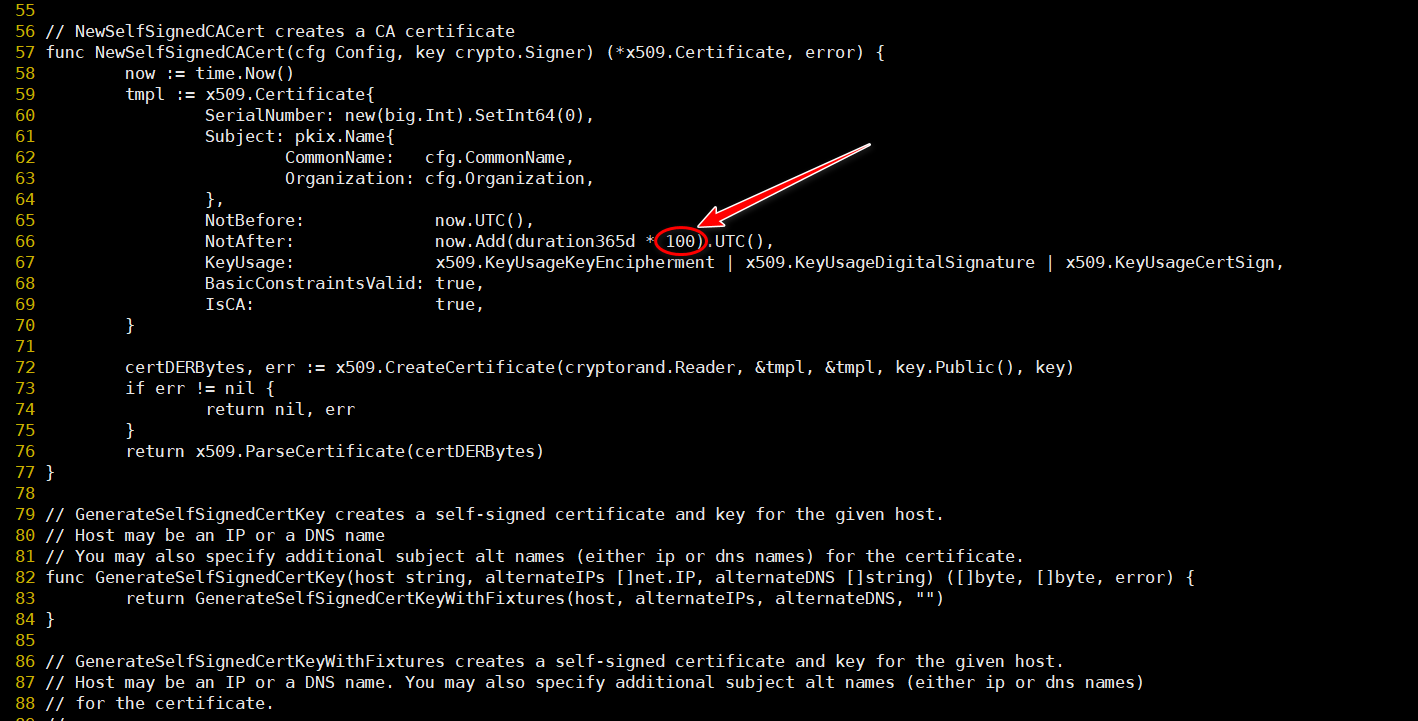 55
56 // NewSelfSignedCACert creates a CA certificate
57 func NewSelfSignedCACert(cfg Config, key crypto.Signer) (*x509.Certificate, error) {
58         now := time.Now()
59         tmpl := x509.Certificate{
60                 SerialNumber: new(big.Int).SetInt64(0),
61                 Subject: pkix.Name{
62                         CommonName:   cfg.CommonName,
63                         Organization: cfg.Organization,
64                 },
65                 NotBefore:             now.UTC(),
66                 NotAfter:              now.Add(duration365d * 100).UTC(),
67                 KeyUsage:              x509.KeyUsageKeyEncipherment | x509.KeyUsageDigitalSignature | x509.KeyUsageCertSign,
68                 BasicConstraintsValid: true,
69                 IsCA:                  true,
70         }
71
72         certDERBytes, err := x509.CreateCertificate(cryptorand.Reader, &tmpl, &tmpl, key.Public(), key)
73         if err != nil {
74                 return nil, err
75         }
76         return x509.ParseCertificate(certDERBytes)
77 }
78
79 // GenerateSelfSignedCertKey creates a self-signed certificate and key for the given host.
80 // Host may be an IP or a DNS name
81 // You may also specify additional subject alt names (either ip or dns names) for the certificate.
82 func GenerateSelfSignedCertKey(host string, alternateIPs []net.IP, alternateDNS []string) ([]byte, []byte, error) {
83         return GenerateSelfSignedCertKeyWithFixtures(host, alternateIPs, alternateDNS, "")
84 }
85
86 // GenerateSelfSignedCertKeyWithFixtures creates a self-signed certificate and key for the given host.
87 // Host may be an IP or a DNS name. You may also specify additional subject alt names (either ip or dns names)
88 // for the certificate.